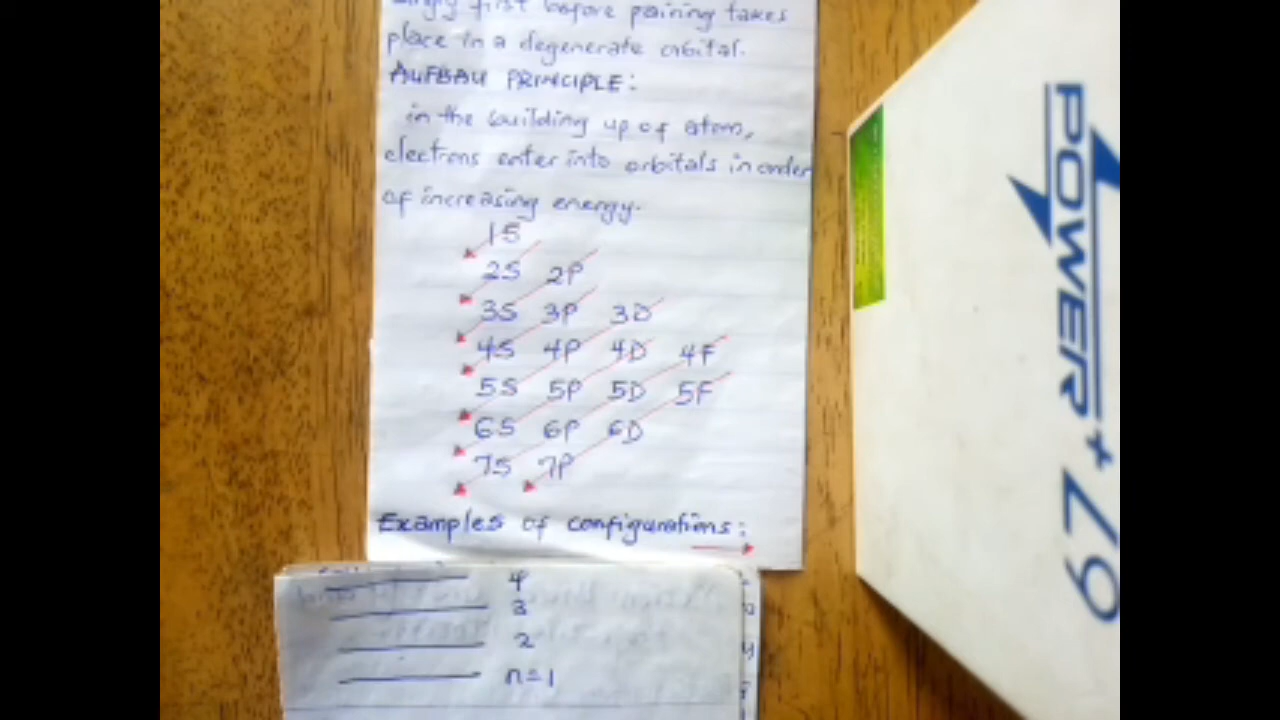 singly first before pairing takes
place in a degenerate orbital.
AUFBAU PRINCIPLE:
in the building up of atom,
electrons enter into orbitals in order
of increasing energy.
1S
2S 2P
3S 3P 3D
4S 4P 4D 4F
5S 5P 5D 5F
6S 6P 6D
7S 7P
Examples of configurations:
4
3
2
n=1
POWER+ L9